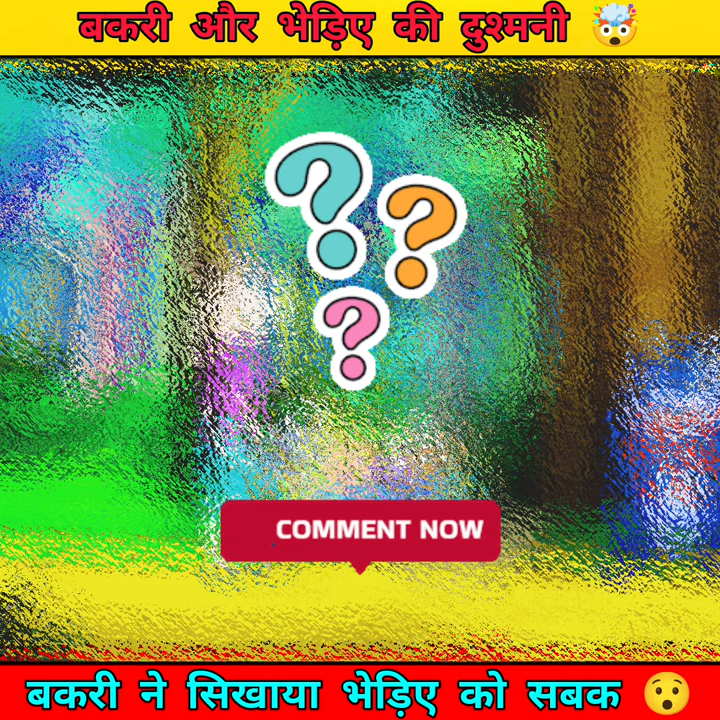 बकरी और भेड़िए की दुश्मनी 🤯
COMMENT NOW
बकरी ने सिखाया भेड़िए को सबक 😯